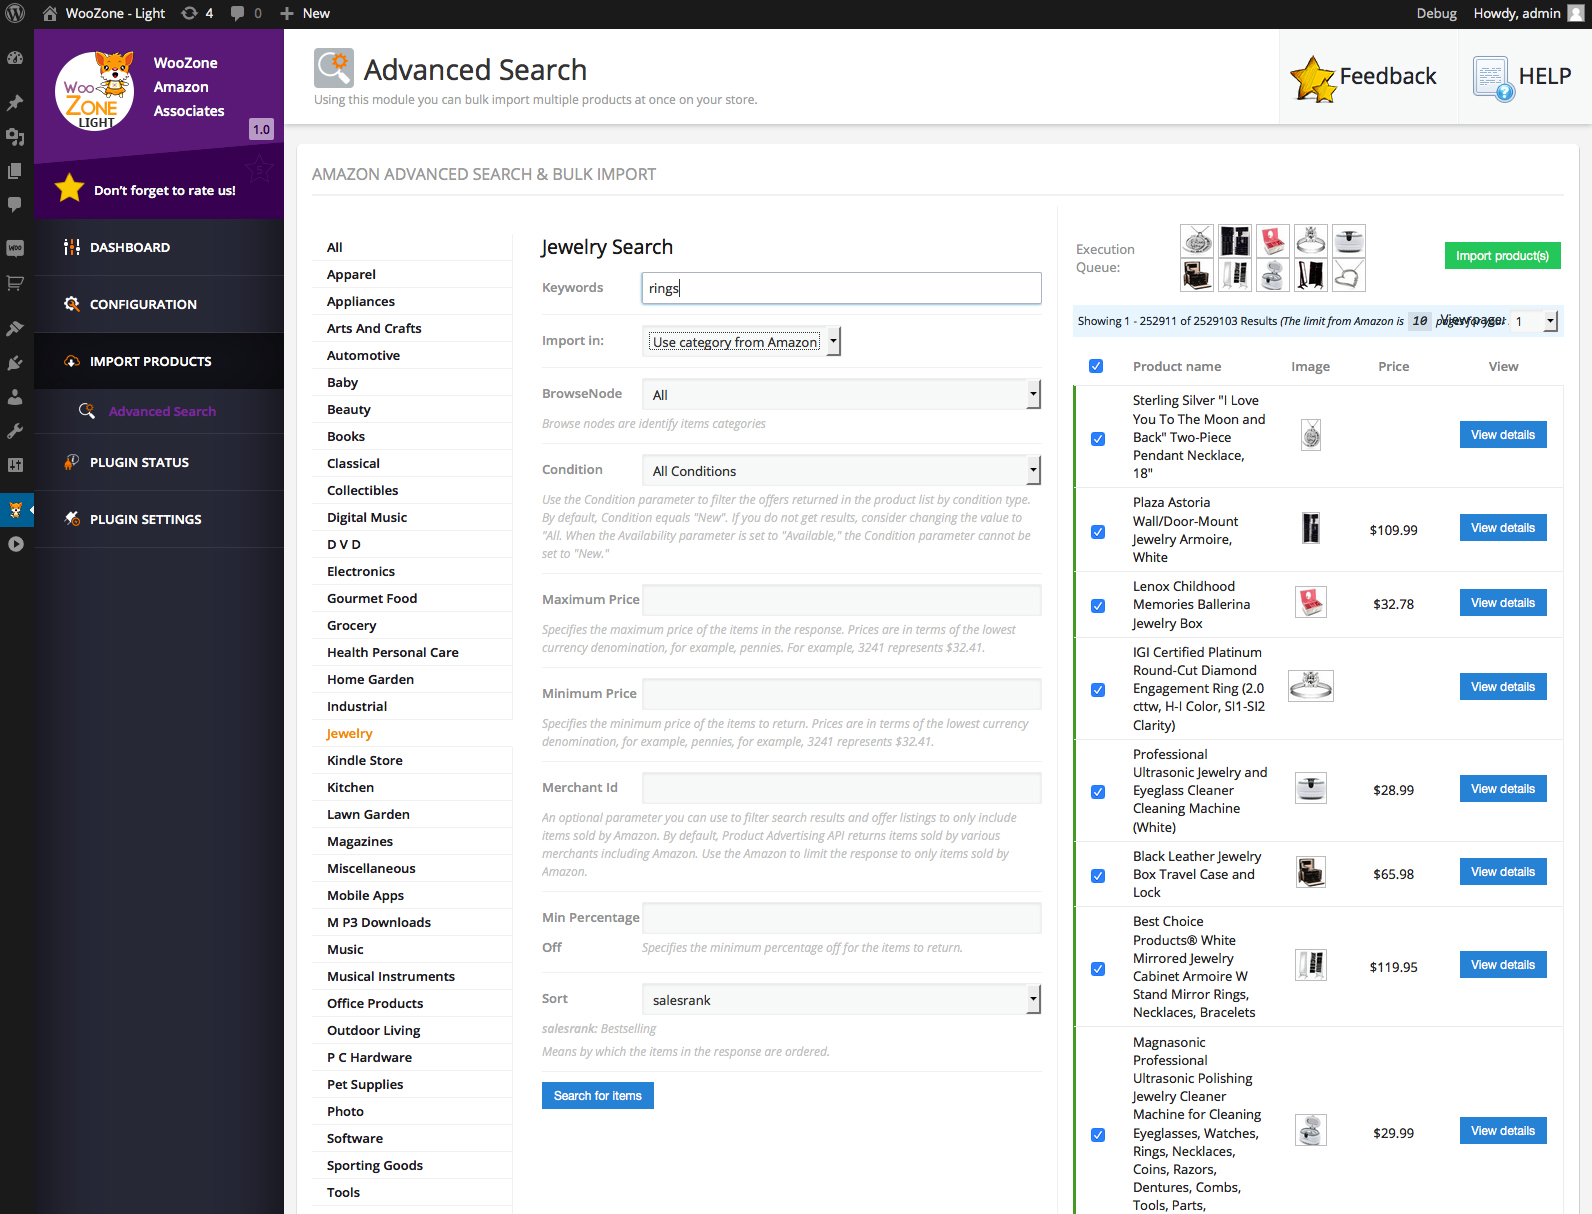 WooZone - Light
4
0
New
Debug
Howdy, admin
WOO
ZONE
LIGHT
WooZone
Amazon
Associates
1.0
Don't forget to rate us!
5
DASHBOARD
CONFIGURATION
IMPORT PRODUCTS
Advanced Search
PLUGIN STATUS
PLUGIN SETTINGS
Advanced Search
Using this module you can bulk import multiple products at once on your store.
Feedback
HELP
AMAZON ADVANCED SEARCH & BULK IMPORT
All
Apparel
Appliances
Arts And Crafts
Automotive
Baby
Beauty
Books
Classical
Collectibles
Digital Music
D V D
Electronics
Gourmet Food
Grocery
Health Personal Care
Home Garden
Industrial
Jewelry
Kindle Store
Kitchen
Lawn Garden
Magazines
Miscellaneous
Mobile Apps
M P3 Downloads
Music
Musical Instruments
Office Products
Outdoor Living
P C Hardware
Pet Supplies
Photo
Software
Sporting Goods
Tools
Jewelry Search
Keywords
rings
Import in:
Use category from Amazon
BrowseNode
All
Browse nodes are identify items categories
Condition
All Conditions
Use the Condition parameter to filter the offers returned in the product list by condition type.
By default, Condition equals "New". If you do not get results, consider changing the value to
"All. When the Availability parameter is set to "Available," the Condition parameter cannot be
set to "New."
Maximum Price
Specifies the maximum price of the items in the response. Prices are in terms of the lowest
currency denomination, for example, pennies. For example, 3241 represents $32.41.
Minimum Price
Specifies the minimum price of the items to return. Prices are in terms of the lowest currency
denomination, for example, pennies, for example, 3241 represents $32.41.
Merchant Id
An optional parameter you can use to filter search results and offer listings to only include
items sold by Amazon. By default, Product Advertising API returns items sold by various
merchants including Amazon. Use the Amazon to limit the response to only items sold by
Amazon.
Min Percentage
Off
Specifies the minimum percentage off for the items to return.
Sort
salesrank
salesrank: Bestselling
Means by which the items in the response are ordered.
Search for items
Execution
Queue:
Import product(s)
Showing 1 - 252911 of 2529103 Results (The limit from Amazon is 10 pages for your
View page: 1
Product name
Image
Price
View
Sterling Silver "I Love
You To The Moon and
Back" Two-Piece
Pendant Necklace,
18"
View details
Plaza Astoria
Wall/Door-Mount
Jewelry Armoire,
White
$109.99
View details
Lenox Childhood
Memories Ballerina
Jewelry Box
$32.78
View details
IGI Certified Platinum
Round-Cut Diamond
Engagement Ring (2.0
cttw, H-I Color, SI1-SI2
Clarity)
View details
Professional
Ultrasonic Jewelry and
Eyeglass Cleaner
Cleaning Machine
(White)
$28.99
View details
Black Leather Jewelry
Box Travel Case and
Lock
$65.98
View details
Best Choice
Products® White
Mirrored Jewelry
Cabinet Armoire W
Stand Mirror Rings,
Necklaces, Bracelets
$119.95
View details
Magnasonic
Professional
Ultrasonic Polishing
Jewelry Cleaner
Machine for Cleaning
Eyeglasses, Watches,
Rings, Necklaces,
Coins, Razors,
Dentures, Combs,
Tools, Parts,
$29.99
View details